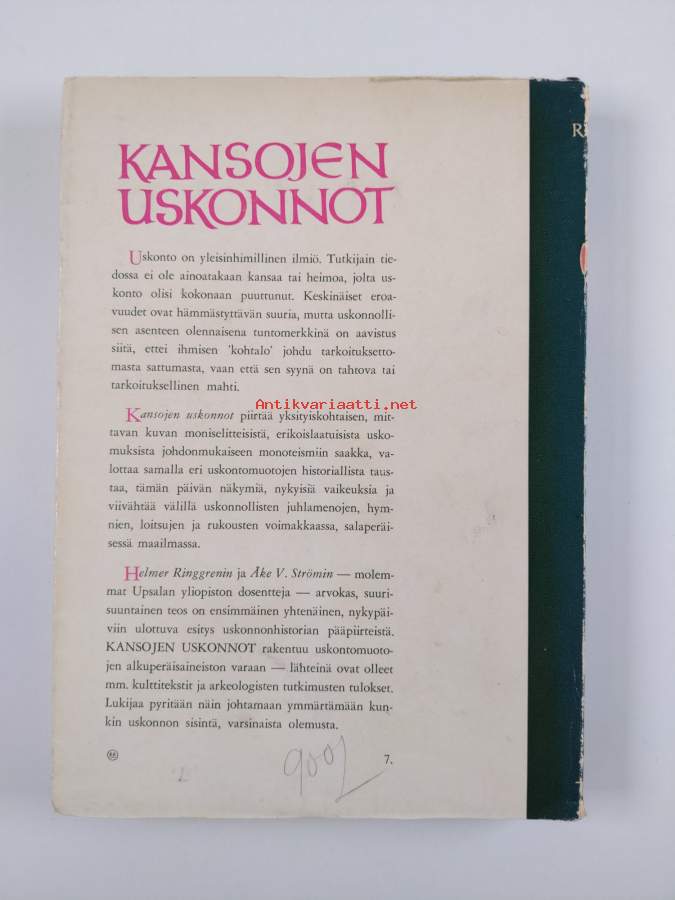 KANSOJEN
USKONNOT
Uskonto on yleisinhimillinen ilmiö. Tutkijain tie-
dossa ei ole ainoatakaan kansaa tai heimoa, jolta us-
konto olisi kokonaan puuttunut. Keskinäiset eroa-
vuudet ovat hämmästyttävän suuria, mutta uskonnolli-
sen asenteen olennaisena tuntomerkkinä on aavistus
siitä, ettei ihmisen 'kohtalo' johdu tarkoituksetto-
masta sattumasta, vaan että sen syynä on tahtova tai
tarkoituksellinen mahti.
Antikvariaatti.net
Kansojen uskonnot piirtää yksityiskohtaisen, mit-
tavan kuvan moniselitteisistä, erikoislaatuisista usko-
muksista johdonmukaiseen monoteismiin saakka, va-
lottaa samalla eri uskontomuotojen historiallista taus-
taa, tämän päivän näkymiä, nykyisiä vaikeuksia ja
viivähtää välillä uskonnollisten juhlamenojen, hym-
nien, loitsujen ja rukousten voimakkaassa, salaperäi-
sessä maailmassa.
Helmer Ringgrenin ja Åke V. Strömin — molem-
mat Upsalan yliopiston dosentteja — arvokas, suuri-
suuntainen teos on ensimmäinen yhtenäinen, nykypäi-
viin ulottuva esitys uskonnonhistorian pääpiirteistä.
KANSOJEN USKONNOT rakentuu uskontomuoto-
jen alkuperäisaineiston varaan — lähteinä ovat olleet
mm. kulttitekstit ja arkeologisten tutkimusten tulokset.
Lukijaa pyritään näin johtamaan ymmärtämään kun-
kin uskonnon sisintä, varsinaista olemusta.
7.